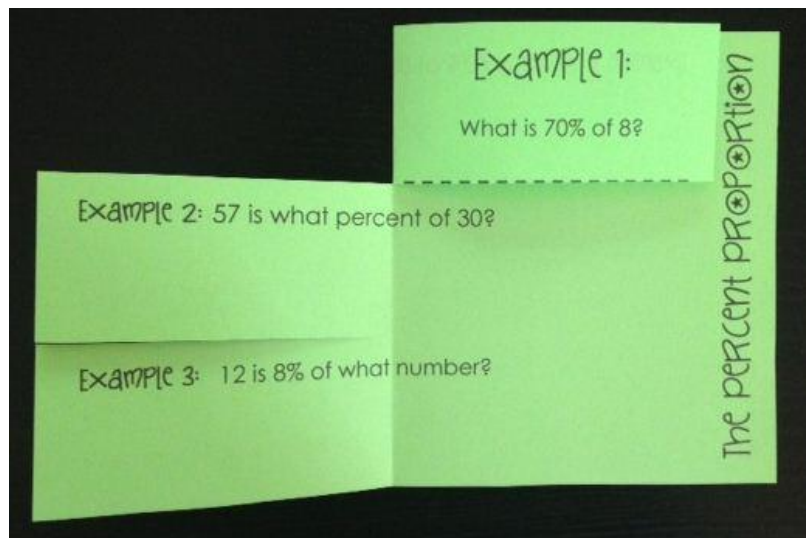 Example 1:
What is 70% of 8?
Example 2: 57 is what percent of 30?
Example 3: 12 is 8% of what number?
The percent proportion